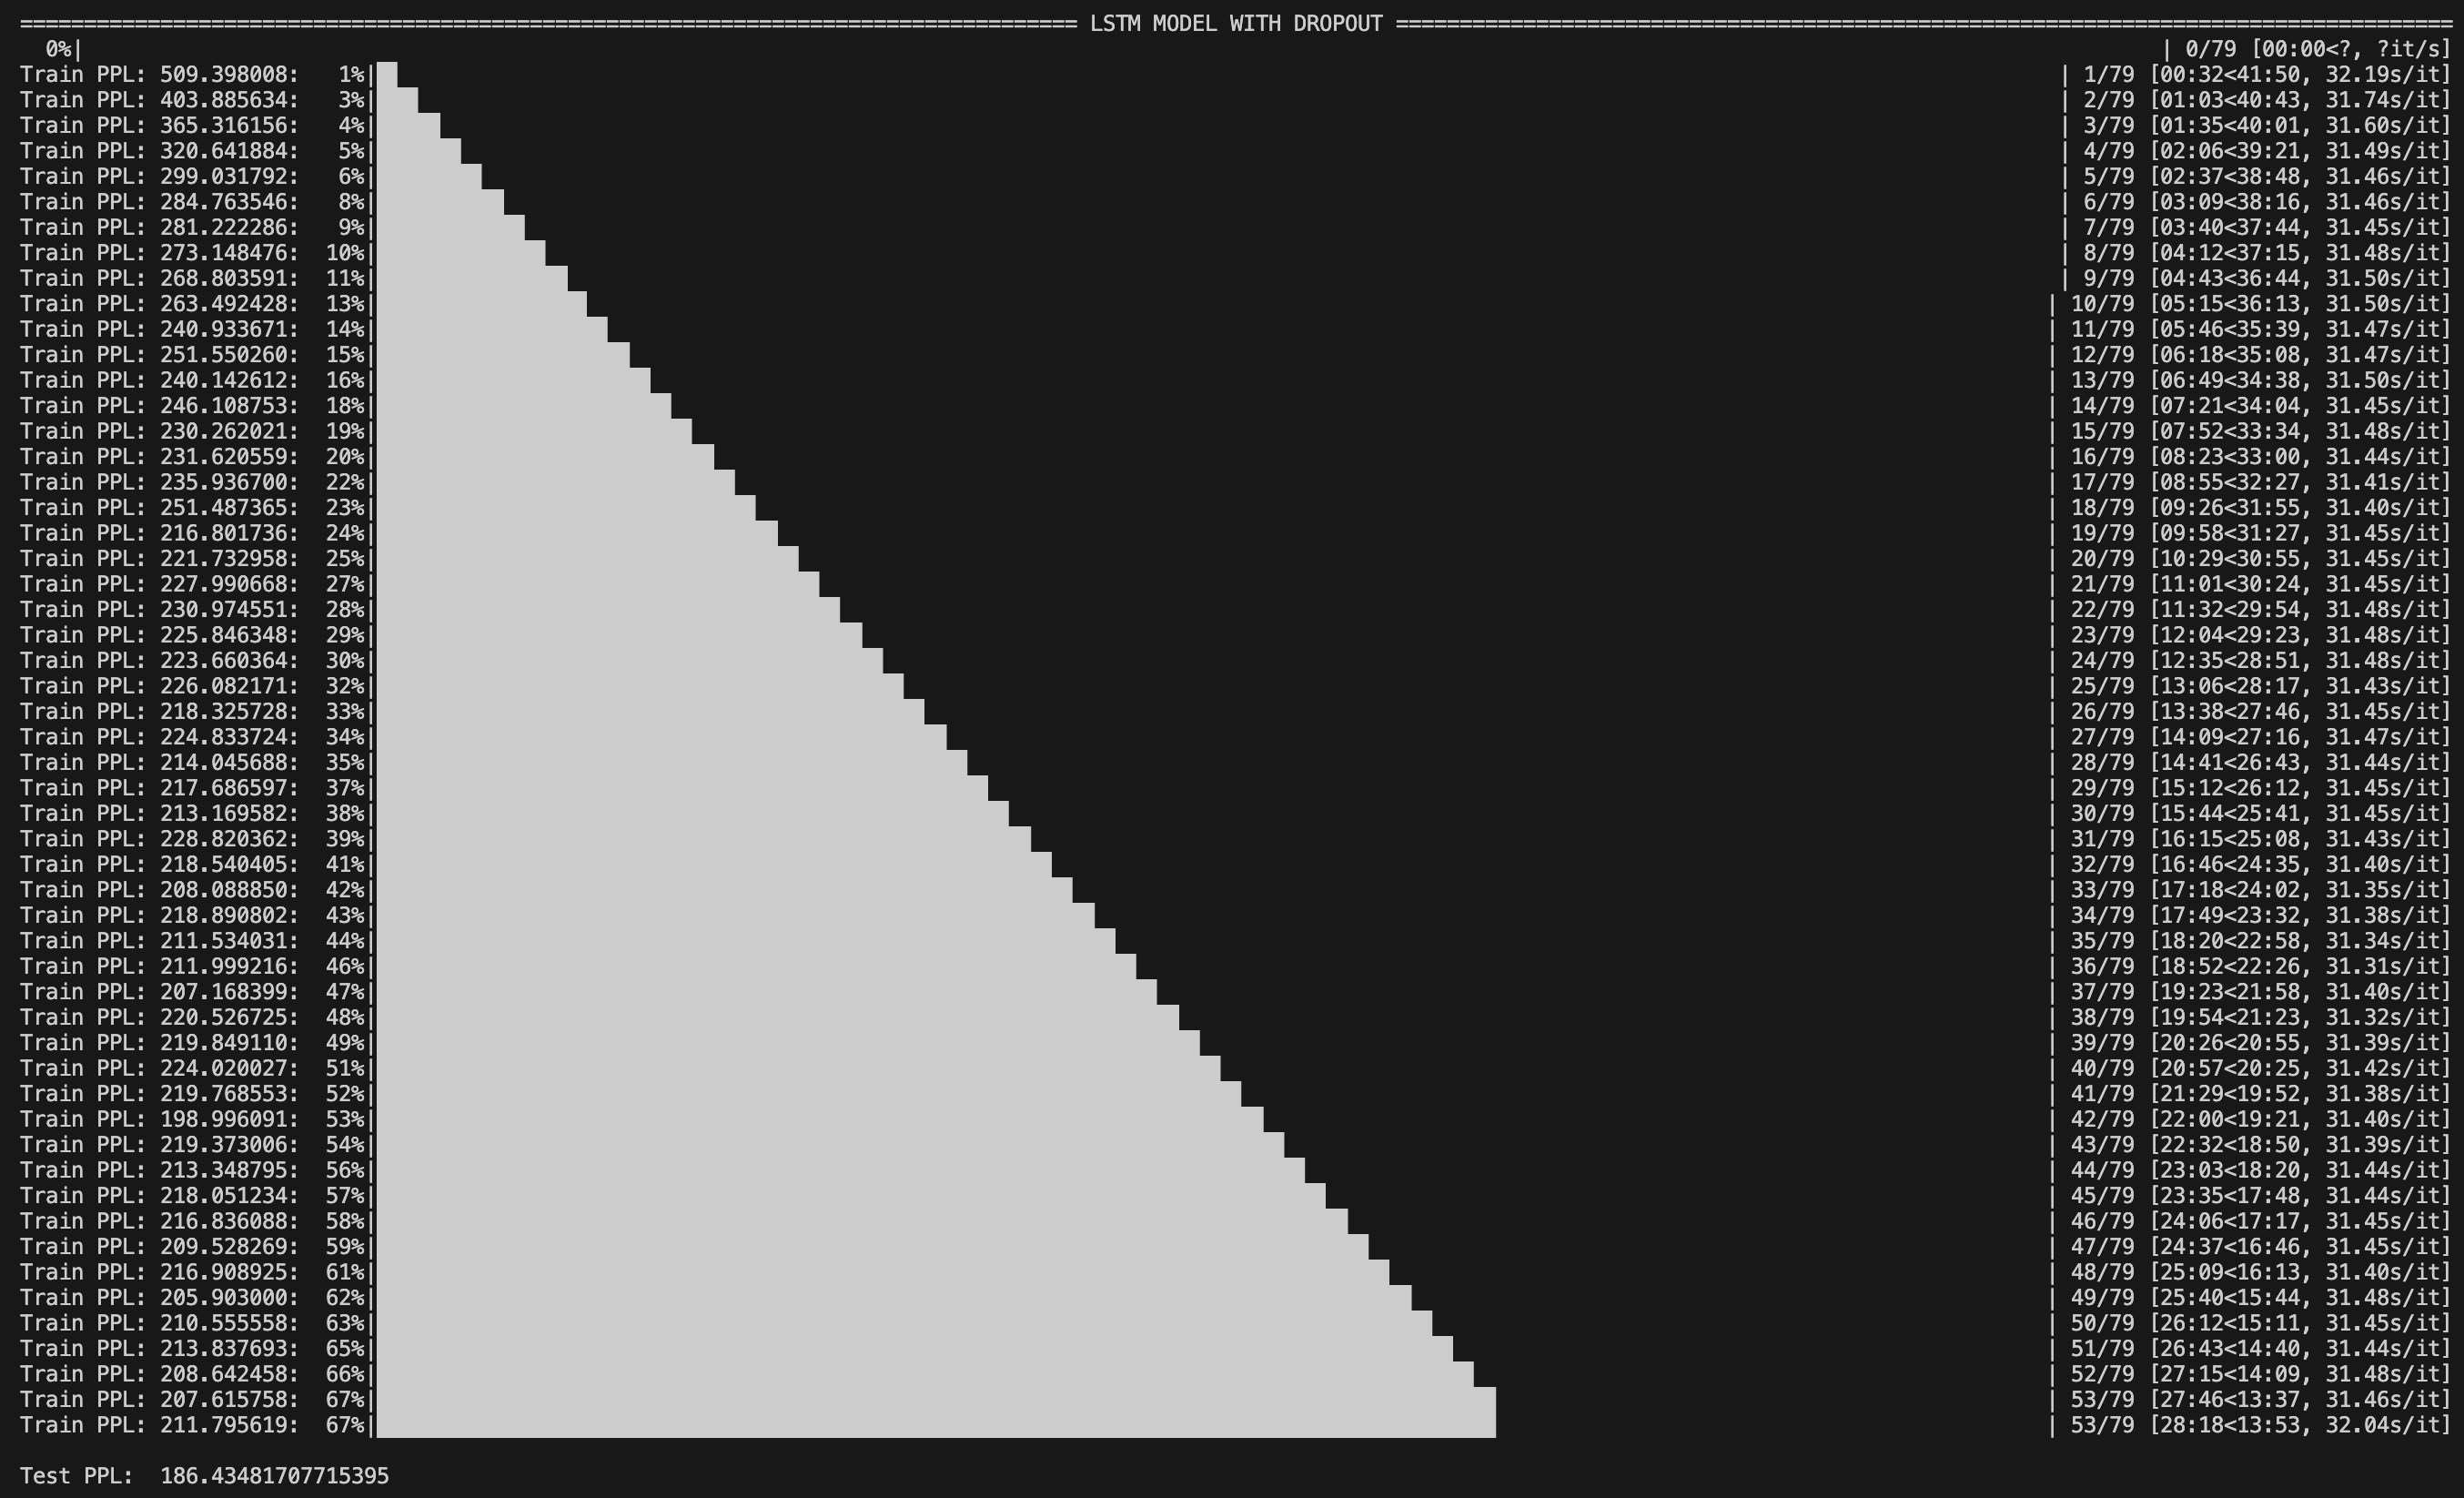 ===================================================================================== LSTM MODEL WITH DROPOUT =====================================================================================
0%| | 0/79 [00:00<?, ?it/s]
Train PPL: 509.398008: 1%| | 1/79 [00:32<41:50, 32.19s/it]
Train PPL: 403.885634: 3%| | 2/79 [01:03<40:43, 31.74s/it]
Train PPL: 365.316156: 4%| | 3/79 [01:35<40:01, 31.60s/it]
Train PPL: 320.641884: 5%| | 4/79 [02:06<39:21, 31.49s/it]
Train PPL: 299.031792: 6%| | 5/79 [02:37<38:48, 31.46s/it]
Train PPL: 284.763546: 8%| | 6/79 [03:09<38:16, 31.46s/it]
Train PPL: 281.222286: 9%| | 7/79 [03:40<37:44, 31.45s/it]
Train PPL: 273.148476: 10%| | 8/79 [04:12<37:15, 31.48s/it]
Train PPL: 268.803591: 11%| | 9/79 [04:43<36:44, 31.50s/it]
Train PPL: 263.492428: 13%| | 10/79 [05:15<36:13, 31.50s/it]
Train PPL: 240.933671: 14%| | 11/79 [05:46<35:39, 31.47s/it]
Train PPL: 251.550260: 15%| | 12/79 [06:18<35:08, 31.47s/it]
Train PPL: 240.142612: 16%| | 13/79 [06:49<34:38, 31.50s/it]
Train PPL: 246.108753: 18%| | 14/79 [07:21<34:04, 31.45s/it]
Train PPL: 230.262021: 19%| | 15/79 [07:52<33:34, 31.48s/it]
Train PPL: 231.620559: 20%| | 16/79 [08:23<33:00, 31.44s/it]
Train PPL: 235.936700: 22%| | 17/79 [08:55<32:27, 31.41s/it]
Train PPL: 251.487365: 23%| | 18/79 [09:26<31:55, 31.40s/it]
Train PPL: 216.801736: 24%| | 19/79 [09:58<31:27, 31.45s/it]
Train PPL: 221.732958: 25%| | 20/79 [10:29<30:55, 31.45s/it]
Train PPL: 227.990668: 27%| | 21/79 [11:01<30:24, 31.45s/it]
Train PPL: 230.974551: 28%| | 22/79 [11:32<29:54, 31.48s/it]
Train PPL: 225.846348: 29%| | 23/79 [12:04<29:23, 31.48s/it]
Train PPL: 223.660364: 30%| | 24/79 [12:35<28:51, 31.48s/it]
Train PPL: 226.082171: 32%| | 25/79 [13:06<28:17, 31.43s/it]
Train PPL: 218.325728: 33%| | 26/79 [13:38<27:46, 31.45s/it]
Train PPL: 224.833724: 34%| | 27/79 [14:09<27:16, 31.47s/it]
Train PPL: 214.045688: 35%| | 28/79 [14:41<26:43, 31.44s/it]
Train PPL: 217.686597: 37%| | 29/79 [15:12<26:12, 31.45s/it]
Train PPL: 213.169582: 38%| | 30/79 [15:44<25:41, 31.45s/it]
Train PPL: 228.820362: 39%| | 31/79 [16:15<25:08, 31.43s/it]
Train PPL: 218.540405: 41%| | 32/79 [16:46<24:35, 31.40s/it]
Train PPL: 208.088850: 42%| | 33/79 [17:18<24:02, 31.35s/it]
Train PPL: 218.890802: 43%| | 34/79 [17:49<23:32, 31.38s/it]
Train PPL: 211.534031: 44%| | 35/79 [18:20<22:58, 31.34s/it]
Train PPL: 211.999216: 46%| | 36/79 [18:52<22:26, 31.31s/it]
Train PPL: 207.168399: 47%| | 37/79 [19:23<21:58, 31.40s/it]
Train PPL: 220.526725: 48%| | 38/79 [19:54<21:23, 31.32s/it]
Train PPL: 219.849110: 49%| | 39/79 [20:26<20:55, 31.39s/it]
Train PPL: 224.020027: 51%| | 40/79 [20:57<20:25, 31.42s/it]
Train PPL: 219.768553: 52%| | 41/79 [21:29<19:52, 31.38s/it]
Train PPL: 198.996091: 53%| | 42/79 [22:00<19:21, 31.40s/it]
Train PPL: 219.373006: 54%| | 43/79 [22:32<18:50, 31.39s/it]
Train PPL: 213.348795: 56%| | 44/79 [23:03<18:20, 31.44s/it]
Train PPL: 218.051234: 57%| | 45/79 [23:35<17:48, 31.44s/it]
Train PPL: 216.836088: 58%| | 46/79 [24:06<17:17, 31.45s/it]
Train PPL: 209.528269: 59%| | 47/79 [24:37<16:46, 31.45s/it]
Train PPL: 216.908925: 61%| | 48/79 [25:09<16:13, 31.40s/it]
Train PPL: 205.903000: 62%| | 49/79 [25:40<15:44, 31.48s/it]
Train PPL: 210.555558: 63%| | 50/79 [26:12<15:11, 31.45s/it]
Train PPL: 213.837693: 65%| | 51/79 [26:43<14:40, 31.44s/it]
Train PPL: 208.642458: 66%| | 52/79 [27:15<14:09, 31.48s/it]
Train PPL: 207.615758: 67%| | 53/79 [27:46<13:37, 31.46s/it]
Train PPL: 211.795619: 67%| | 53/79 [28:18<13:53, 32.04s/it]
Test PPL: 186.43481707715395